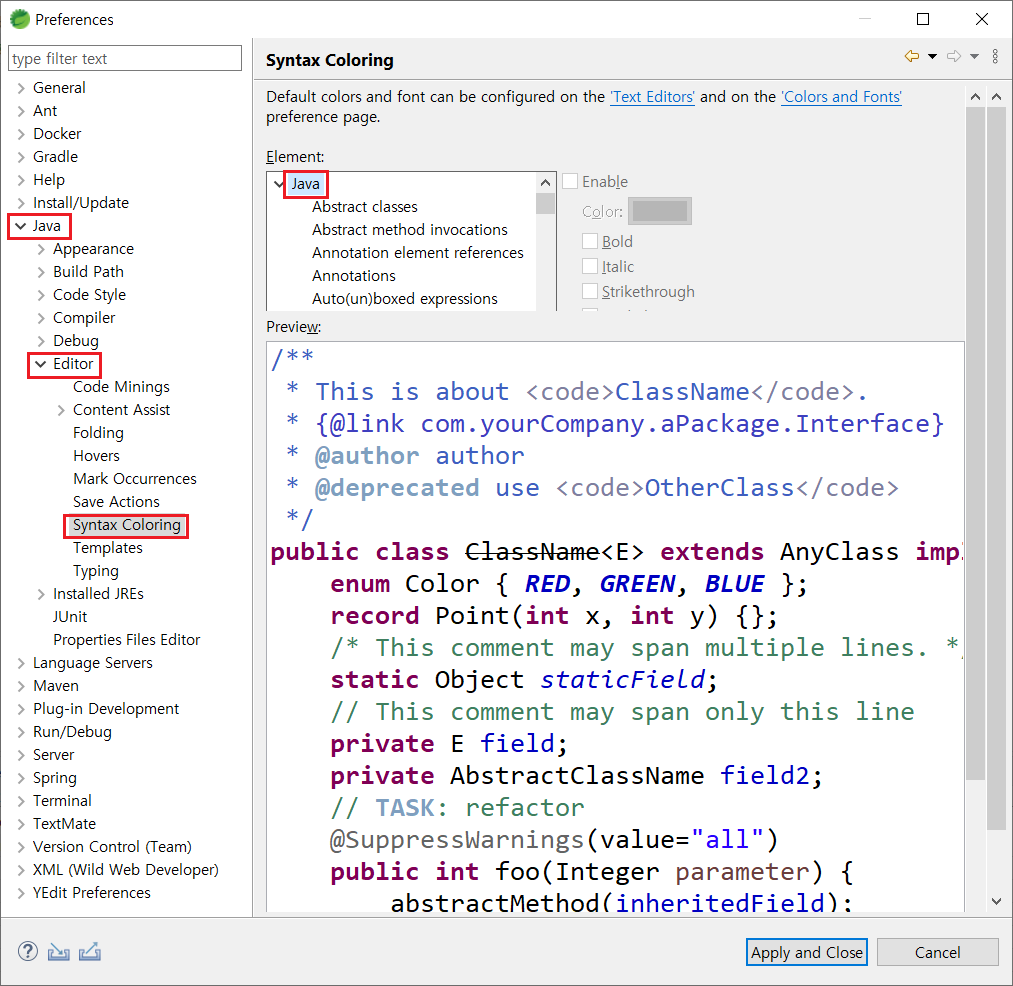 Preferences
type filter text
General
Ant
Docker
Gradle
Help
Install/Update
Java
Appearance
Build Path
Code Style
Compiler
Debug
Editor
Code Minings
Content Assist
Folding
Hovers
Mark Occurrences
Save Actions
Syntax Coloring
Templates
Typing
Installed JREs
JUnit
Properties Files Editor
Language Servers
Maven
Plug-in Development
Run/Debug
Server
Spring
Terminal
TextMate
Version Control (Team)
XML (Wild Web Developer)
YEdit Preferences
Syntax Coloring
Default colors and font can be configured on the 'Text Editors' and on the 'Colors and Fonts'
preference page.
Element:
Java
Abstract classes
Abstract method invocations
Annotation element references
Annotations
Auto(un)boxed expressions
Enable
Color:
Bold
Italic
Strikethrough
Preview:
/**
* This is about <code>ClassName</code>.
* {@link com.yourCompany.aPackage.Interface}
* @author author
* @deprecated use <code>OtherClass</code>
*/
public class ClassName<E> extends AnyClass imp
enum Color { RED, GREEN, BLUE };
record Point(int x, int y) {};
/* This comment may span multiple lines. *
static Object staticField;
// This comment may span only this line
private E field;
private AbstractClassName field2;
// TASK: refactor
@SuppressWarnings(value="all")
public int foo(Integer parameter) {
abstractMethod(inheritedField);
?
Apply and Close
Cancel